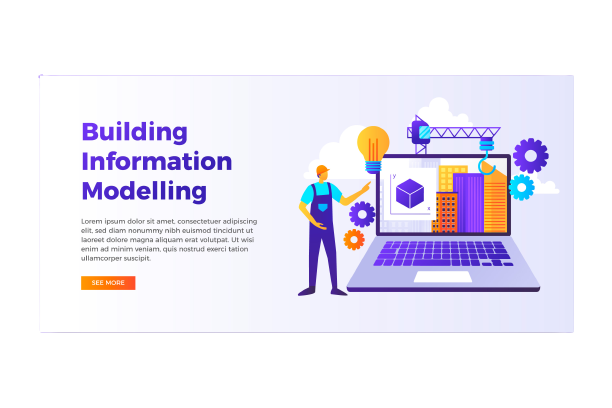 Building
Information
Modelling
Lorem ipsum dolor sit amet, consectetuer adipiscing
elit, sed diam nonummy nibh euismod tincidunt ut
laoreet dolore magna aliquam erat volutpat. Ut wisi
enim ad minim veniam, quis nostrud exerci tation
ullamcorper suscipit.
SEE MORE
y
x